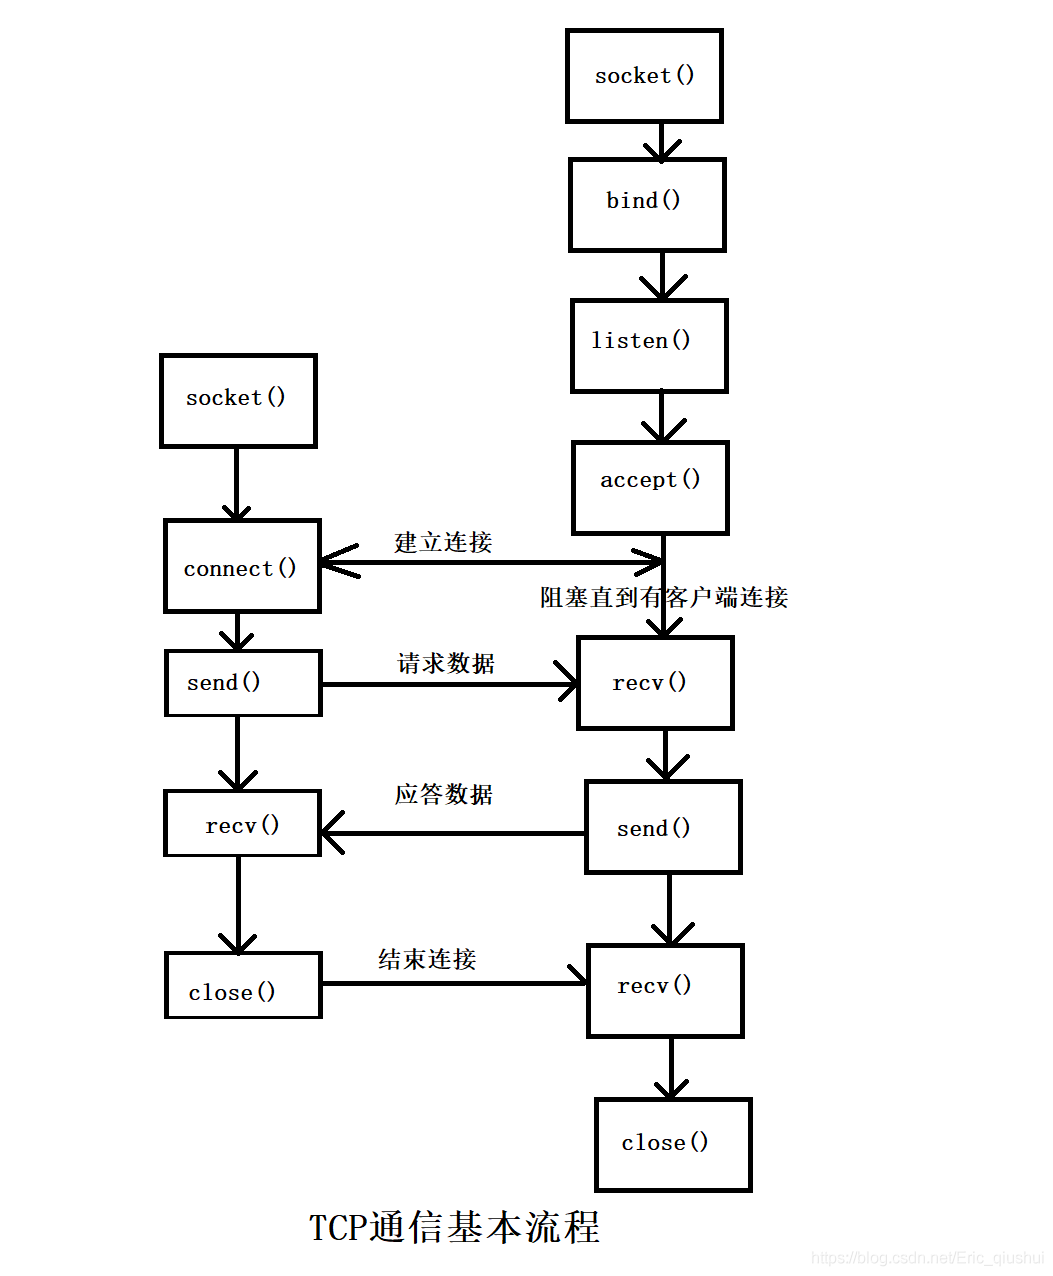 socket()
bind()
listen()
socket()
accept()
建立连接
connect()
阻塞直到有客户端连接
请求数据
send()
recv()
应答数据
recv()
send()
结束连接
close()
recv()
close()
TCP通信基本流程
https://blog.csdn.net/Eric_qiushui